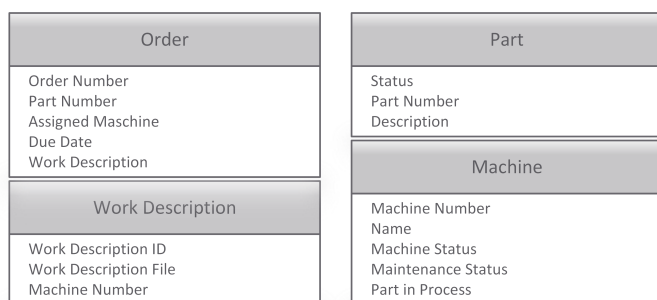 Order
Order Number
Part Number
Assigned Maschine
Due Date
Work Description
Work Description
Work Description ID
Work Description File
Machine Number
Part
Status
Part Number
Description
Machine
Machine Number
Name
Machine Status
Maintenance Status
Part in Process